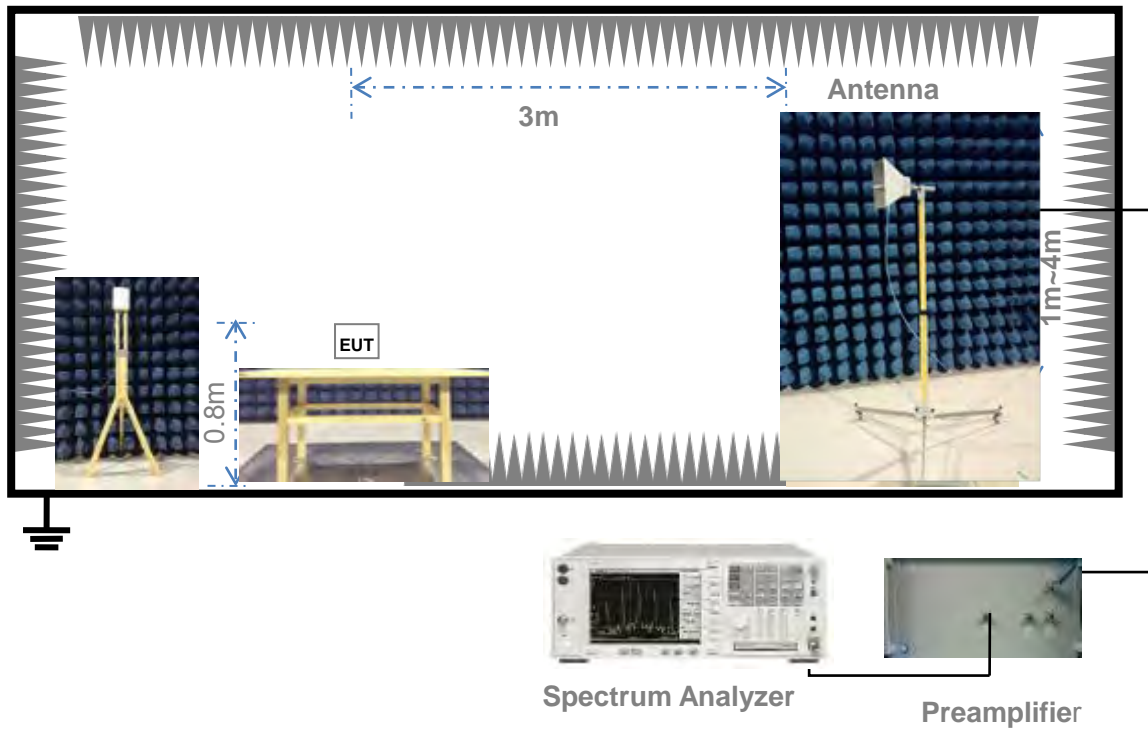 Antenna
3m
1m~4m
EUT
0.8m
Spectrum Analyzer
Preamplifier